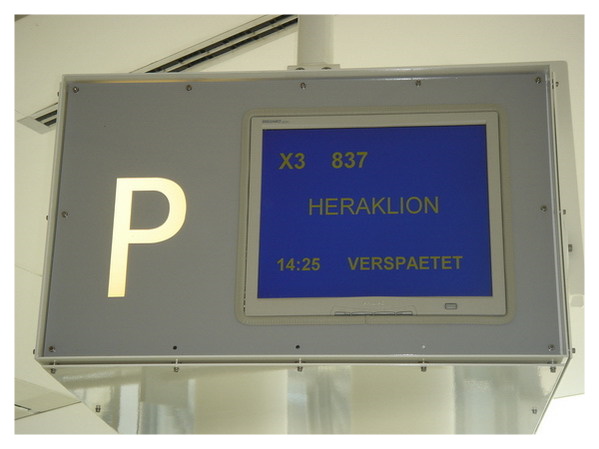 P
X3 837
HERAKLION
14:25 VERSPAETET